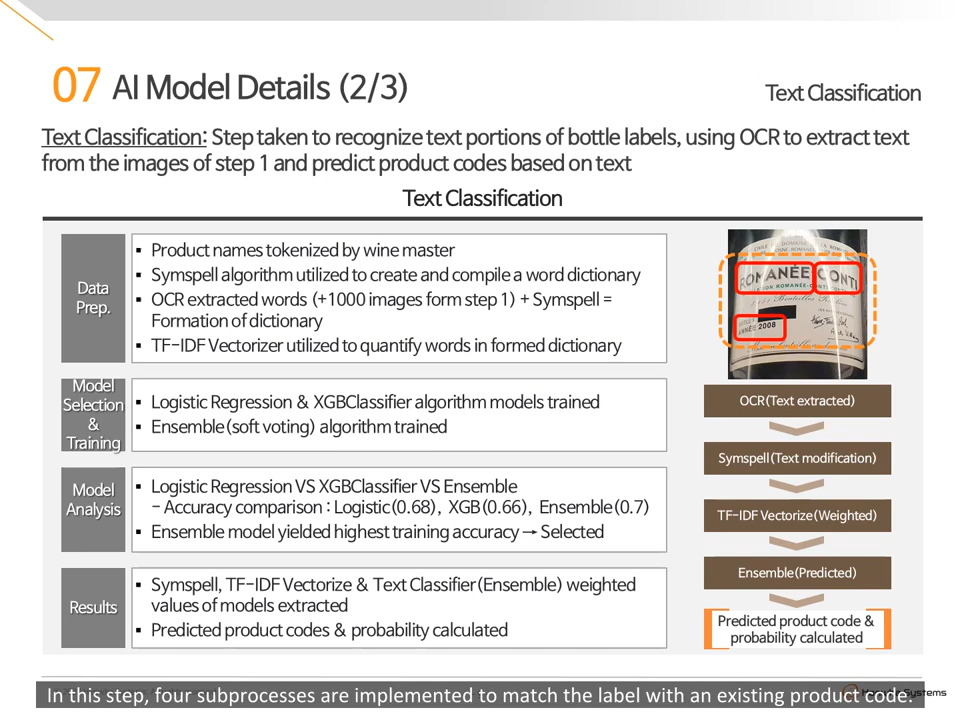 07 AI Model Details (2/3)
Text Classification
Text Classification: Step taken to recognize text portions of bottle labels, using OCR to extract text
from the images of step 1 and predict product codes based on text
Text Classification
Data
Prep.
▪ Product names tokenized by wine master
▪ Symspell algorithm utilized to create and compile a word dictionary
▪ OCR extracted words (+1000 images form step 1) + Symspell =
Formation of dictionary
▪ TF-IDF Vectorizer utilized to quantify words in formed dictionary
Model
Selection
&
Training
▪ Logistic Regression & XGBClassifier algorithm models trained
▪ Ensemble(soft voting) algorithm trained
Model
Analysis
▪ Logistic Regression VS XGBClassifier VS Ensemble
- Accuracy comparison : Logistic(0.68), XGB(0.66), Ensemble(0.7)
▪ Ensemble model yielded highest training accuracy → Selected
Results
▪ Symspell, TF-IDF Vectorize & Text Classifier(Ensemble) weighted
values of models extracted
▪ Predicted product codes & probability calculated
ROMANÉE CONTI
ANNÉE 2008
OCR(Text extracted)
Symspell(Text modification)
TF-IDF Vectorize(Weighted)
Ensemble(Predicted)
Predicted product code &
probability calculated
Systems
In this step, four subprocesses are implemented to match the label with an existing product code.